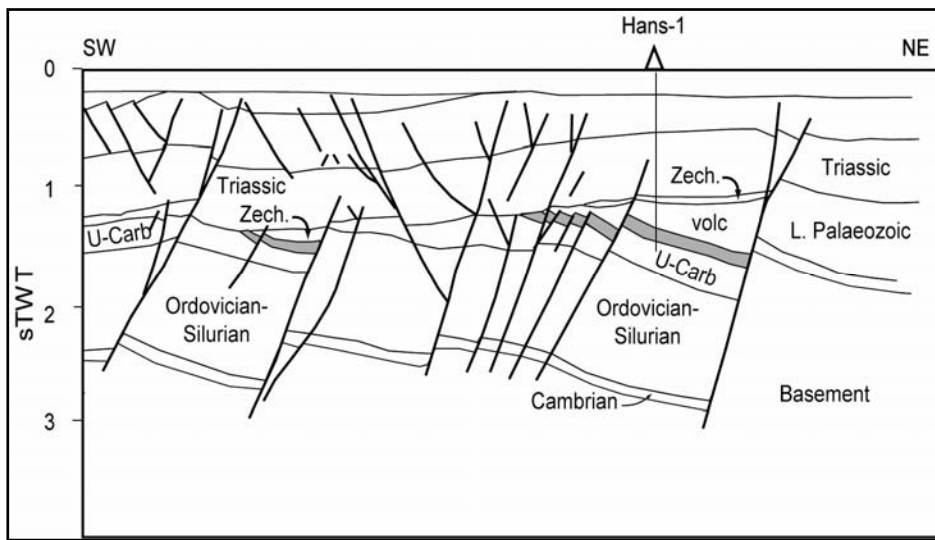 Hans-1
SW
NE
0
1
2
3
sTWT
Triassic
Zech.
U-Carb
Ordovician-
Silurian
Zech.
volc
U-Carb
Ordovician-
Silurian
Cambrian
Triassic
L. Palaeozoic
Basement